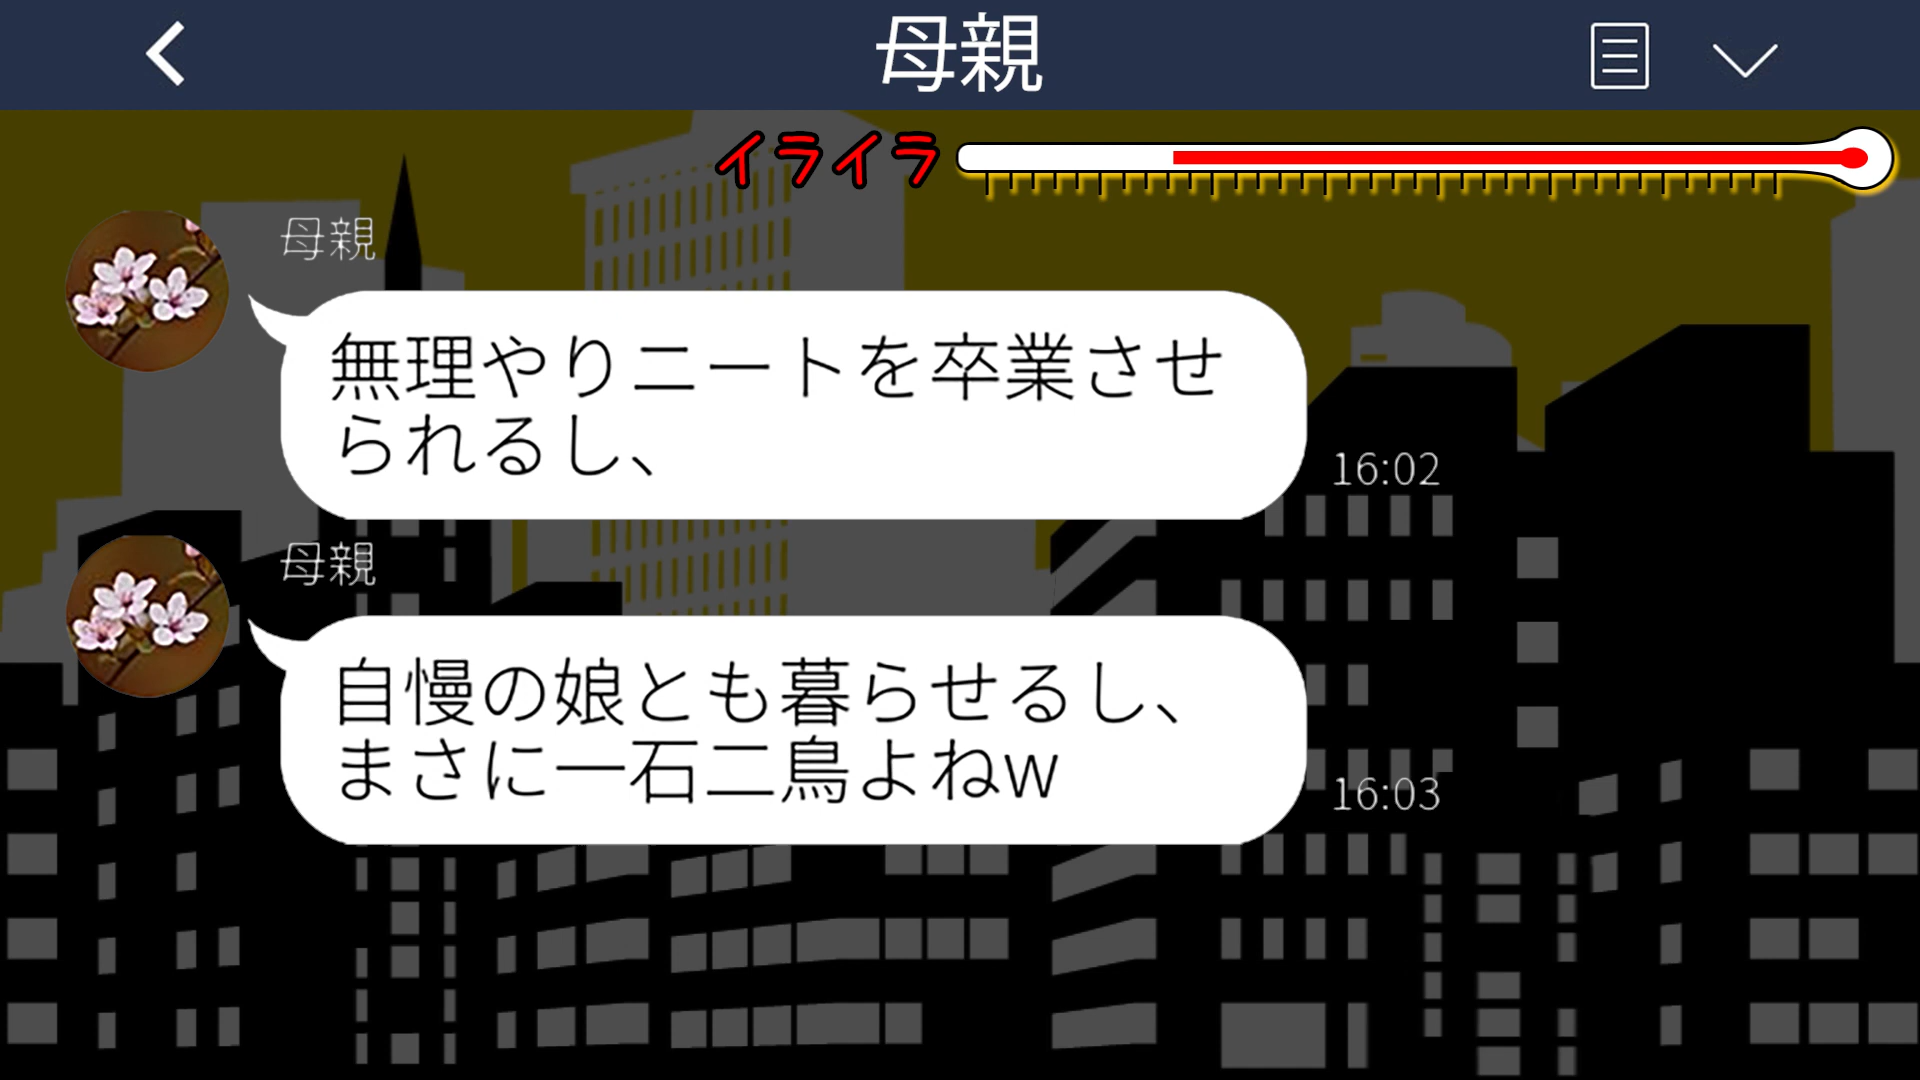 母親
イライラ
母親
無理やりニートを卒業させ
られるし、
16:02
母親
自慢の娘とも暮らせるし、
まさに一石二鳥よねw
16:03